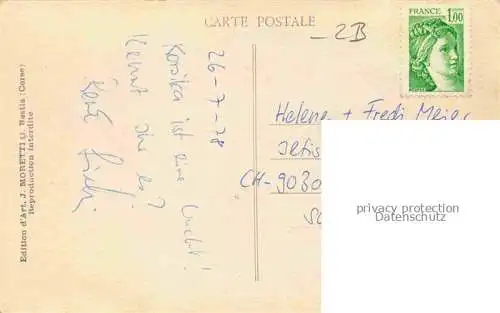 CARTE POSTALE
- 2B
FRANCE
1,00
26-7-78
Korsika ist eine Wucht!
Kennt Ihr es?
Helene + Fredi Meier
CH-9030
privacy protection
Datenschutz
Edition d'Art, J. MORETTI (J. Bastia (Corse)
Reproduction interdite